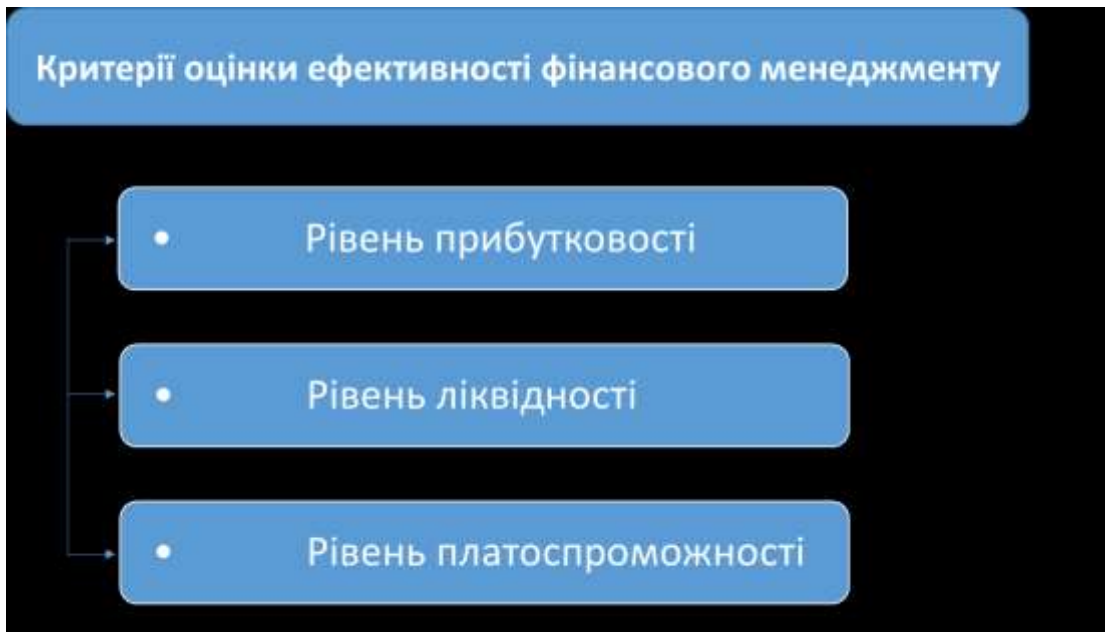 Критерії оцінки ефективності фінансового менеджменту
• Рівень прибутковості
• Рівень ліквідності
• Рівень платоспроможності